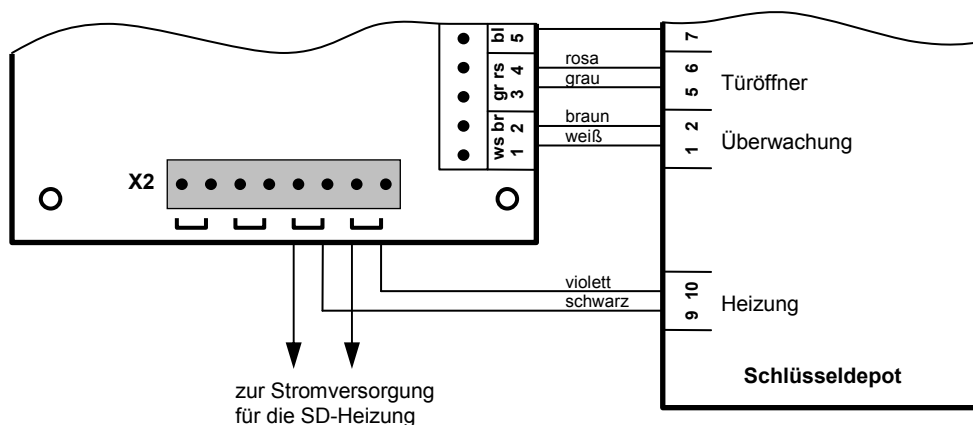 bl 5 7
rosa
rs 4 6
grau
gr 3 5 Türöffner
braun
br 2 2
weiß
ws 1 1 Überwachung
X2
violett
10
schwarz
9 Heizung
Schlüsseldepot
zur Stromversorgung
für die SD-Heizung